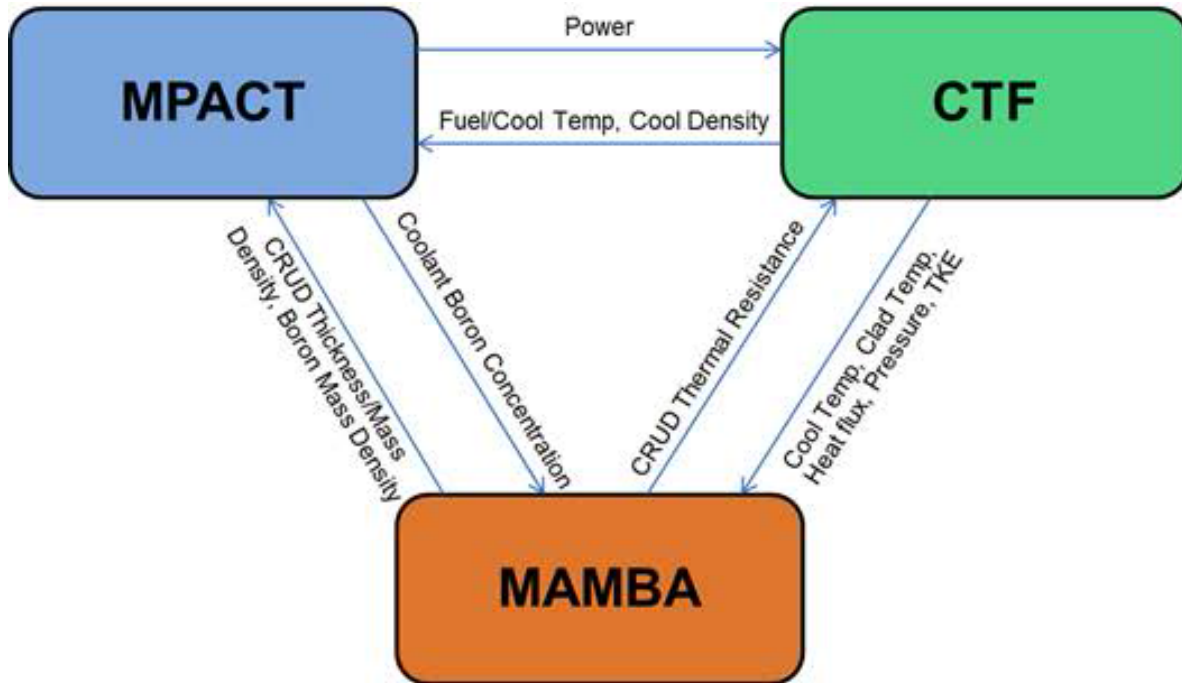 Power
MPACT
CTF
Fuel/Cool Temp, Cool Density
CRUD Thickness/Mass
Density, Boron Mass Density
Coolant Boron Concentration
CRUD Thermal Resistance
Cool Temp, Clad Temp,
Heat flux, Pressure, TKE
MAMBA